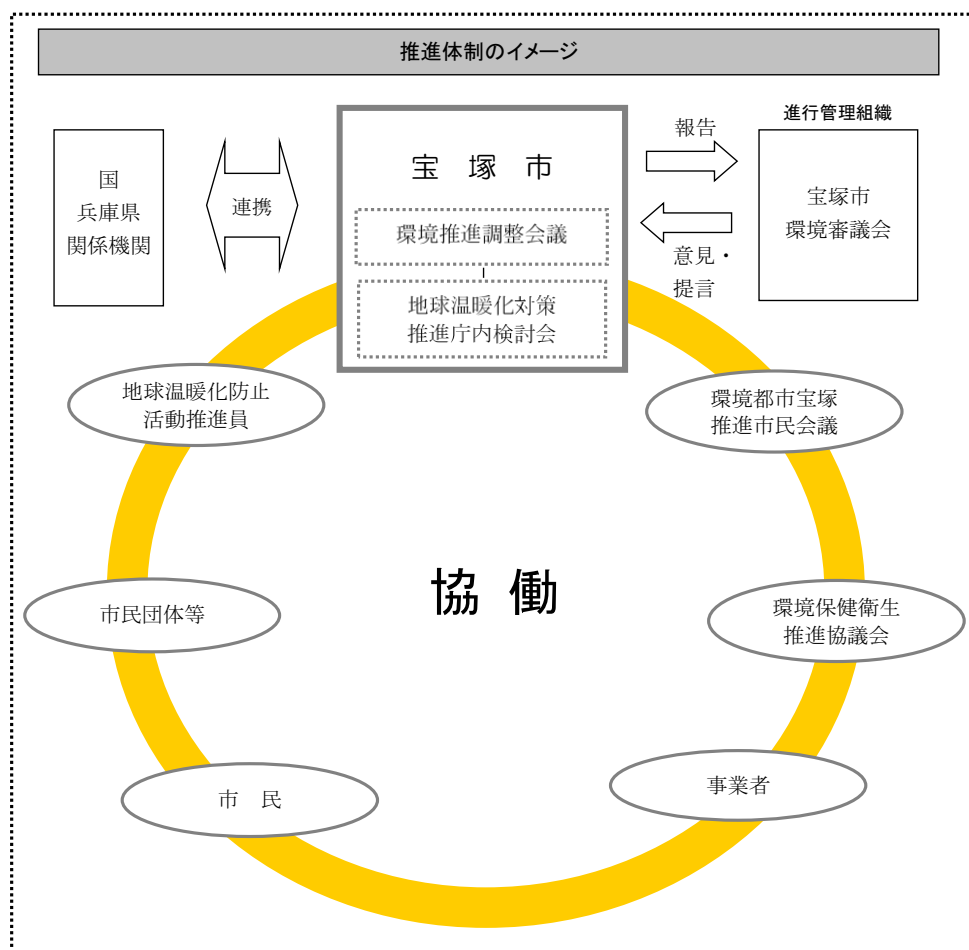 推進体制のイメージ
国
兵庫県
関係機関
連携
宝 塚 市
環境推進調整会議
地球温暖化対策
推進庁内検討会
報告
意見・
提言
進行管理組織
宝塚市
環境審議会
地球温暖化防止
活動推進員
環境都市宝塚
推進市民会議
協 働
市民団体等
環境保健衛生
推進協議会
市 民
事業者